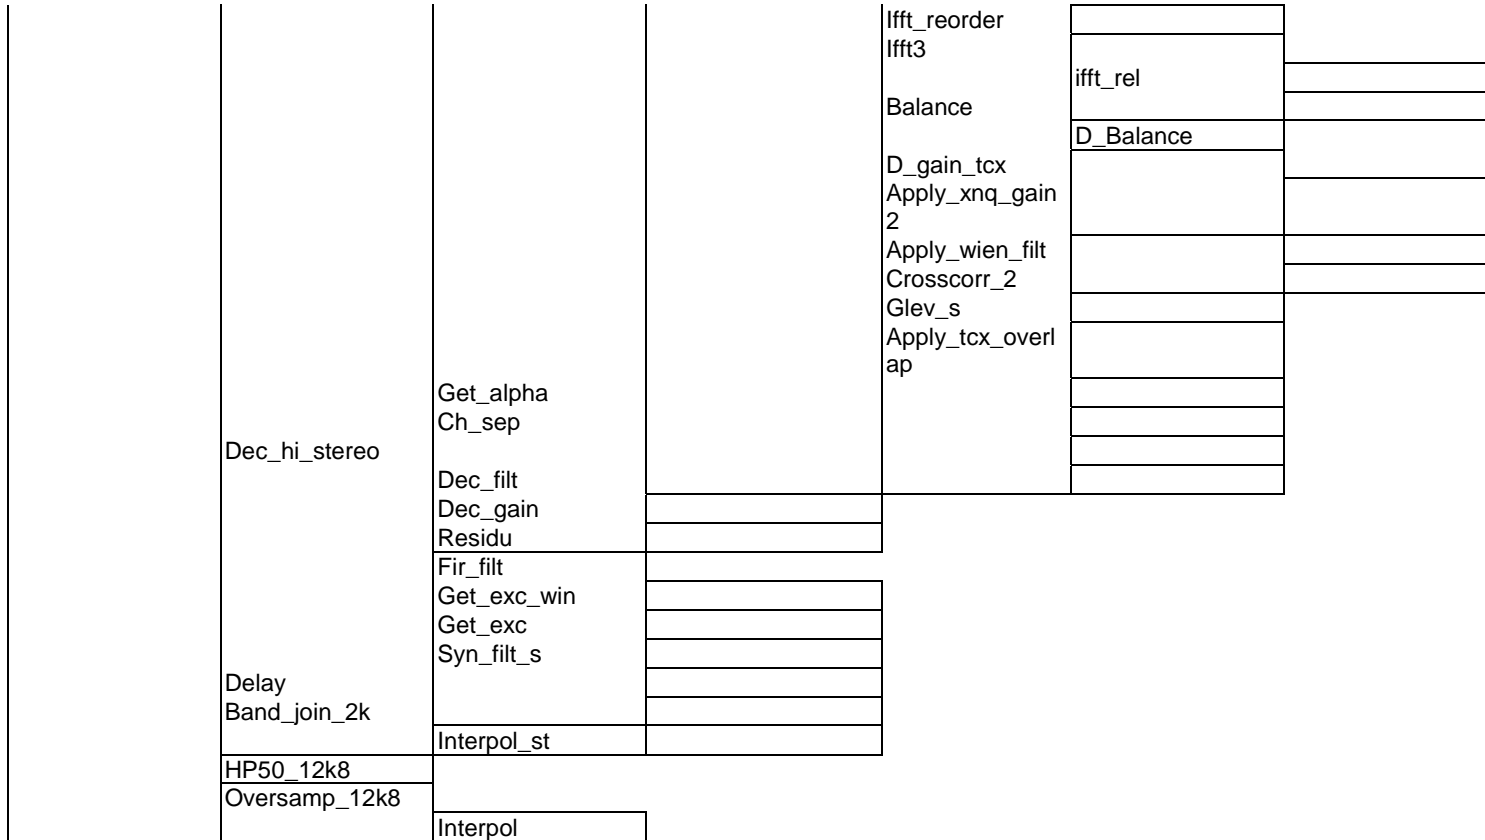 Ifft_reorder
Ifft3
ifft_rel
Balance
D_Balance
D_gain_tcx
Apply_xnq_gain
2
Apply_wien_filt
Crosscorr_2
Glev_s
Apply_tcx_overl
ap
Get_alpha
Ch_sep
Dec_hi_stereo
Dec_filt
Dec_gain
Residu
Fir_filt
Get_exc_win
Get_exc
Syn_filt_s
Delay
Band_join_2k
Interpol_st
HP50_12k8
Oversamp_12k8
Interpol